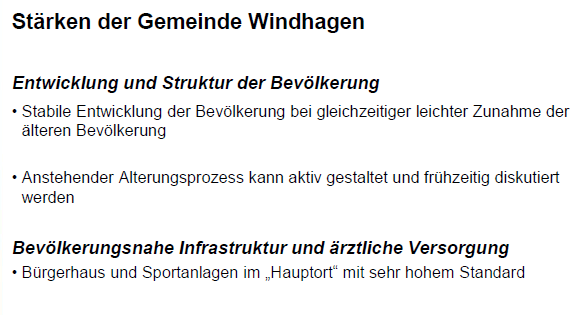 Stärken der Gemeinde Windhagen
Entwicklung und Struktur der Bevölkerung
• Stabile Entwicklung der Bevölkerung bei gleichzeitiger leichter Zunahme der
älteren Bevölkerung
• Anstehender Alterungsprozess kann aktiv gestaltet und frühzeitig diskutiert
werden
Bevölkerungsnahe Infrastruktur und ärztliche Versorgung
• Bürgerhaus und Sportanlagen im „Hauptort“ mit sehr hohem Standard